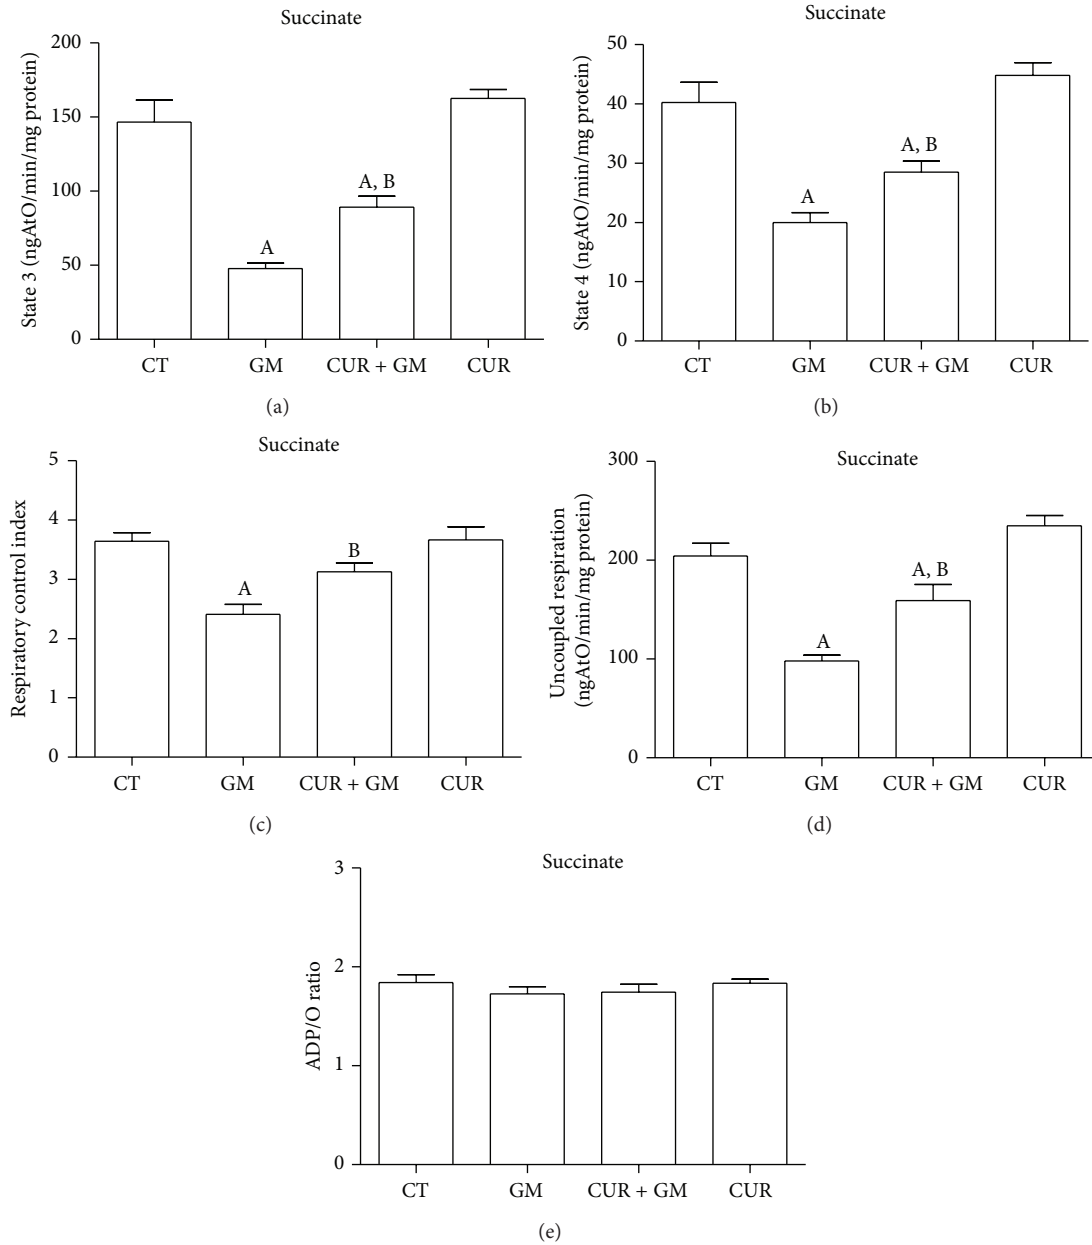 Succinate
State 3 (ngAtO/min/mg protein)
200
150
100
50
0
A
A, B
CT
GM
CUR + GM
CUR
(a)
Succinate
State 4 (ngAtO/min/mg protein)
50
40
30
20
10
0
A
A, B
CT
GM
CUR + GM
CUR
(b)
Succinate
Respiratory control index
5
4
3
2
1
0
A
B
CT
GM
CUR + GM
CUR
(c)
Succinate
Uncoupled respiration
(ngAtO/min/mg protein)
300
200
100
0
A
A, B
CT
GM
CUR + GM
CUR
(d)
Succinate
ADP/O ratio
3
2
1
0
CT
GM
CUR + GM
CUR
(e)